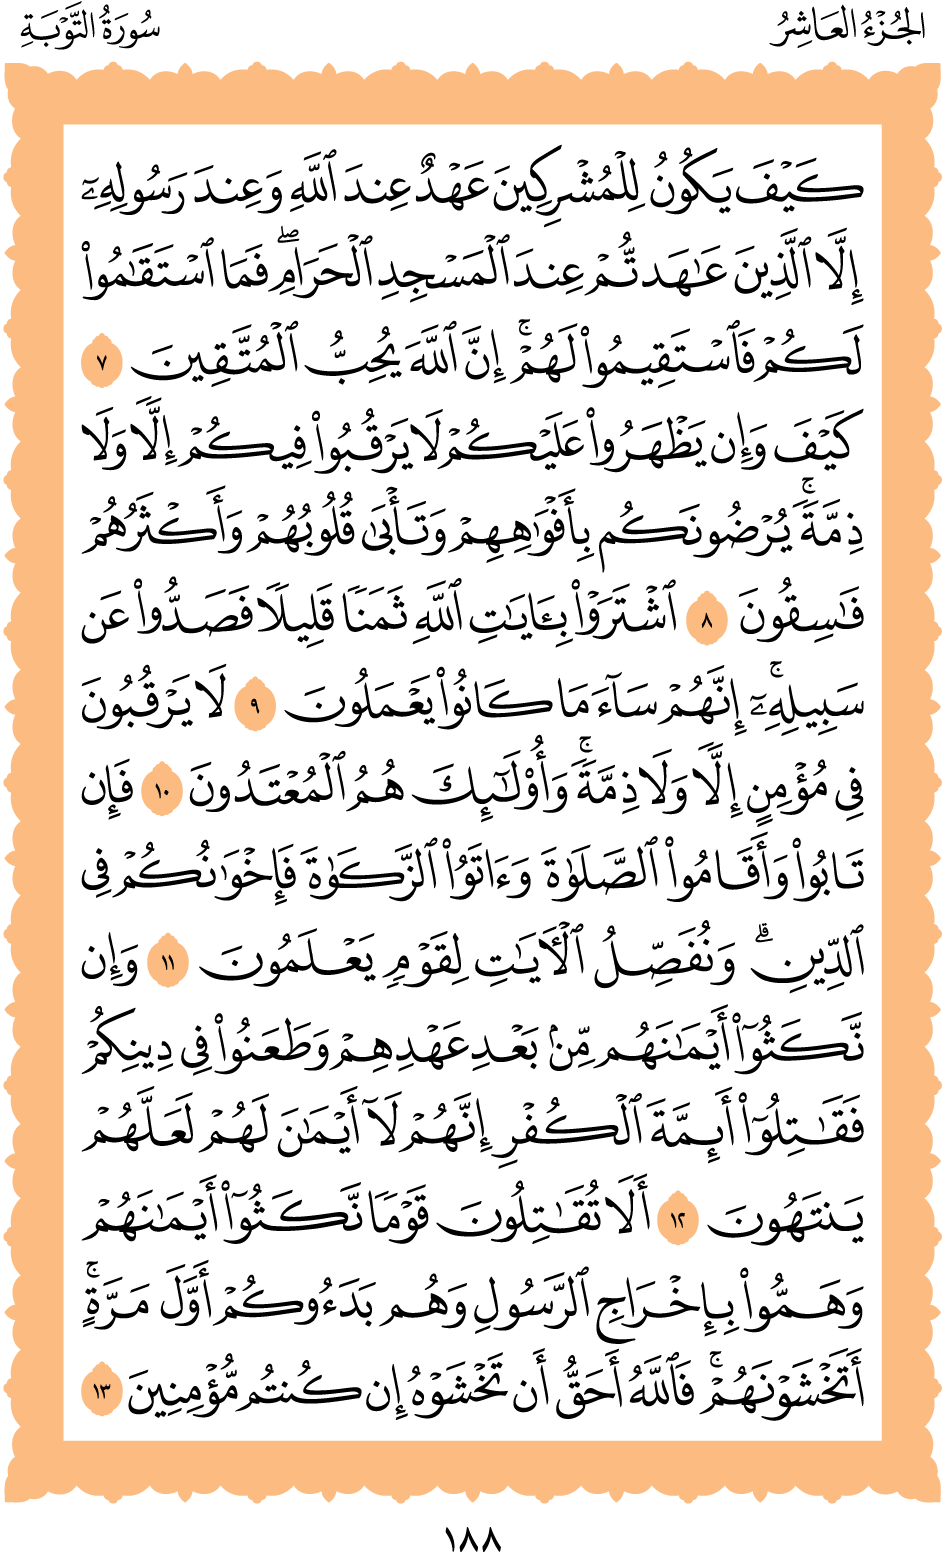 الجُزْءُ العَاشِرُ
سُورَةُ التَّوْبَةِ
كَيْفَ يَكُونُ لِلْمُشْرِكِينَ عَهْدٌ عِندَ ٱللَّهِ وَعِندَ رَسُولِهِۦٓ
إِلَّا ٱلَّذِينَ عَـٰهَدتُّمْ عِندَ ٱلْمَسْجِدِ ٱلْحَرَامِ ۖ فَمَا ٱسْتَقَـٰمُوا۟
لَكُمْ فَٱسْتَقِيمُوا۟ لَهُمْ ۚ إِنَّ ٱللَّهَ يُحِبُّ ٱلْمُتَّقِينَ ٧
كَيْفَ وَإِن يَظْهَرُوا۟ عَلَيْكُمْ لَا يَرْقُبُوا۟ فِيكُمْ إِلًّا وَلَا
ذِمَّةً ۚ يُرْضُونَكُم بِأَفْوَٰهِهِمْ وَتَأْبَىٰ قُلُوبُهُمْ وَأَكْثَرُهُمْ
فَـٰسِقُونَ ٨ ٱشْتَرَوْا۟ بِـَٔايَـٰتِ ٱللَّهِ ثَمَنًا قَلِيلًا فَصَدُّوا۟ عَن
سَبِيلِهِۦٓ ۚ إِنَّهُمْ سَآءَ مَا كَانُوا۟ يَعْمَلُونَ ٩ لَا يَرْقُبُونَ
فِى مُؤْمِنٍ إِلًّا وَلَا ذِمَّةً ۚ وَأُو۟لَـٰٓئِكَ هُمُ ٱلْمُعْتَدُونَ ١٠ فَإِن
تَابُوا۟ وَأَقَامُوا۟ ٱلصَّلَوٰةَ وَءَاتَوُا۟ ٱلزَّكَوٰةَ فَإِخْوَٰنُكُمْ فِى
ٱلدِّينِ ۗ وَنُفَصِّلُ ٱلْـَٔايَـٰتِ لِقَوْمٍ يَعْلَمُونَ ١١ وَإِن
نَّكَثُوٓا۟ أَيْمَـٰنَهُم مِّنۢ بَعْدِ عَهْدِهِمْ وَطَعَنُوا۟ فِى دِينِكُمْ
فَقَـٰتِلُوٓا۟ أَئِمَّةَ ٱلْكُفْرِ إِنَّهُمْ لَآ أَيْمَـٰنَ لَهُمْ لَعَلَّهُمْ
يَنتَهُونَ ١٢ أَلَا تُقَـٰتِلُونَ قَوْمًا نَّكَثُوٓا۟ أَيْمَـٰنَهُمْ
وَهَمُّوا۟ بِإِخْرَاجِ ٱلرَّسُولِ وَهُم بَدَءُوكُمْ أَوَّلَ مَرَّةٍ ۚ
أَتَخْشَوْنَهُمْ ۚ فَٱللَّهُ أَحَقُّ أَن تَخْشَوْهُ إِن كُنتُم مُّؤْمِنِينَ ١٣
١٨٨